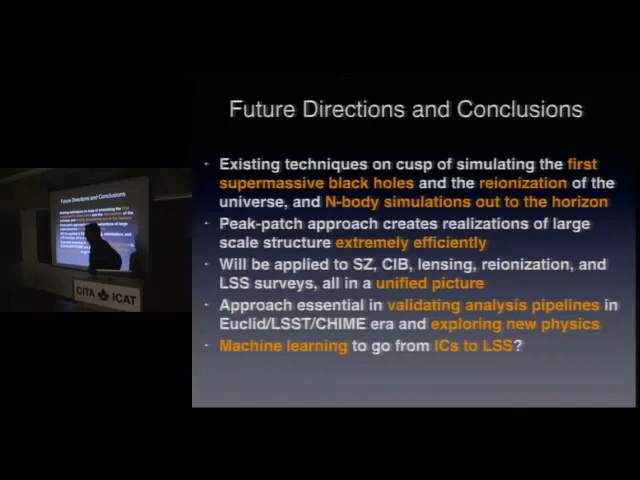 Future Directions and Conclusions
· Existing techniques on cusp of simulating the first
supermassive black holes and the reionization of the
universe, and N-body simulations out to the horizon
· Peak-patch approach creates realizations of large
scale structure extremely efficiently
· Will be applied to SZ, CIB, lensing, reionization, and
LSS surveys, all in a unified picture
· Approach essential in validating analysis pipelines in
Euclid/LSST/CHIME era and exploring new physics
· Machine learning to go from ICs to LSS?
Future Directions and Conclusions
CITA ICAT